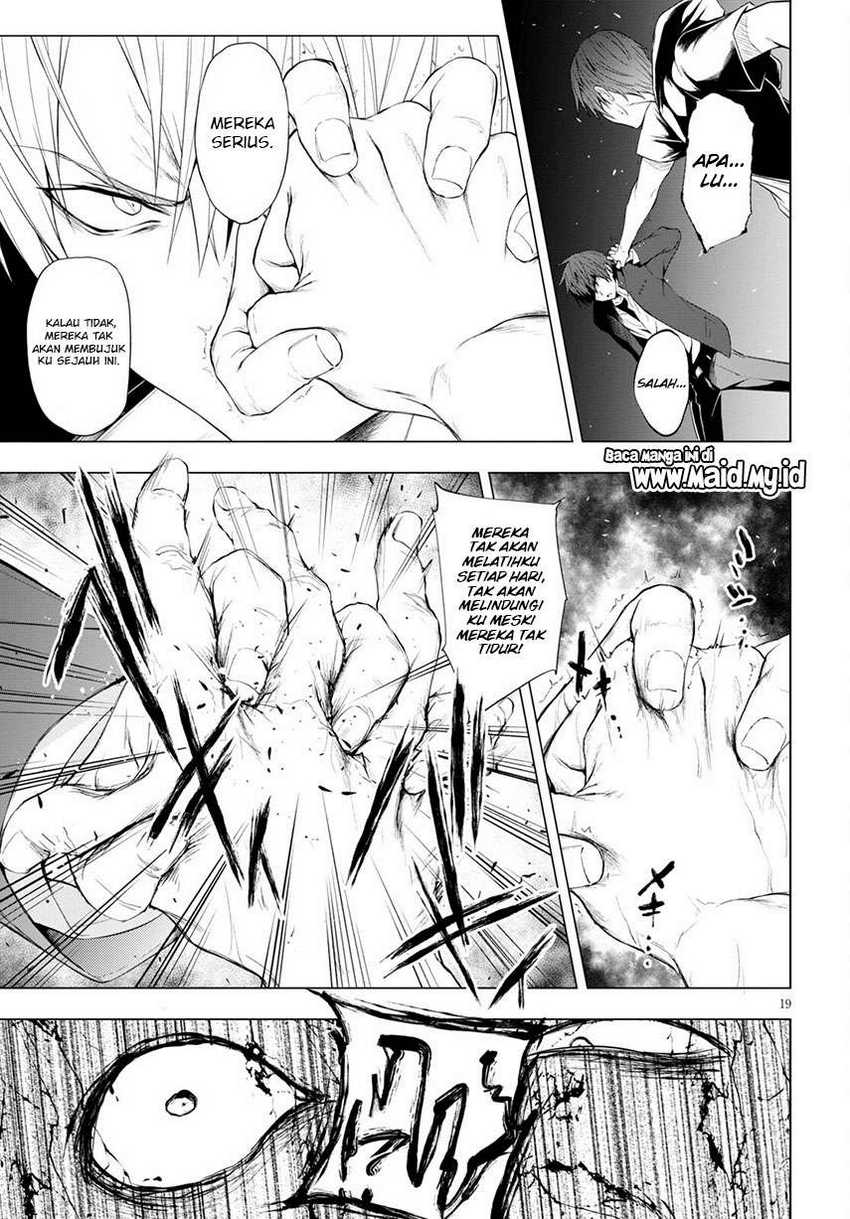 APA...
LU...
SALAH...
MEREKA
SERIUS.
KALAU TIDAK,
MEREKA TAK
AKAN MEMBUJUK
KU SEJAUH INI.
Baca Manga ini di
www.Maid.My.id
MEREKA
TAK AKAN
MELATIHKU
SETIAP HARI,
TAK AKAN
MELINDUNGI
KU MESKI
MEREKA TAK
TIDUR!
19